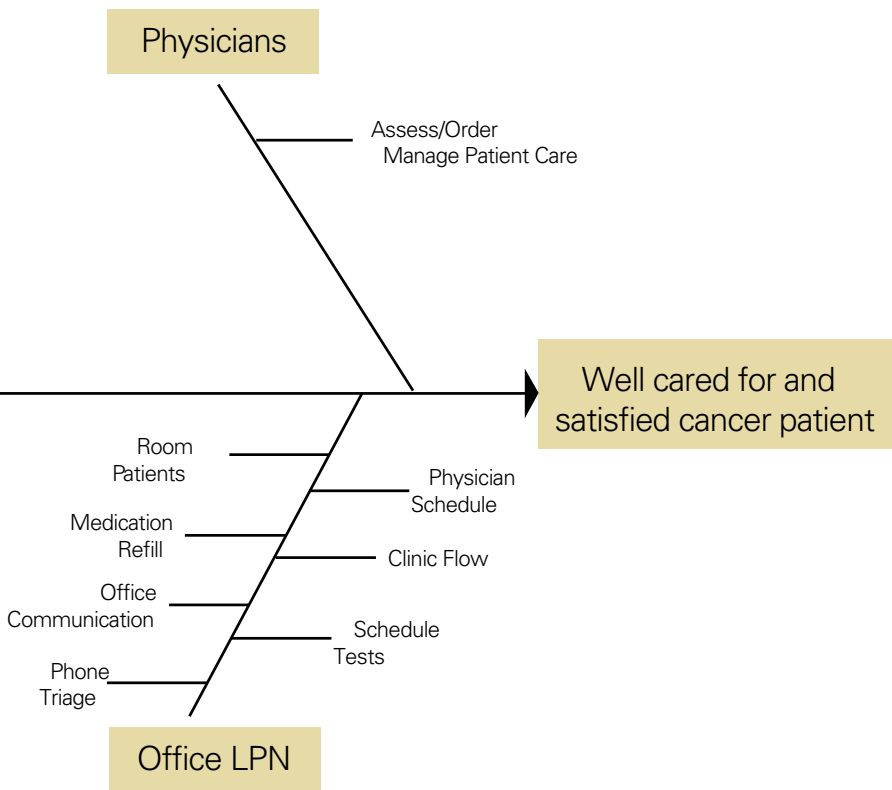 Physicians
Assess/Order
Manage Patient Care
Well cared for and
satisfied cancer patient
Room
Patients
Physician
Schedule
Medication
Refill
Clinic Flow
Office
Communication
Schedule
Tests
Phone
Triage
Office LPN